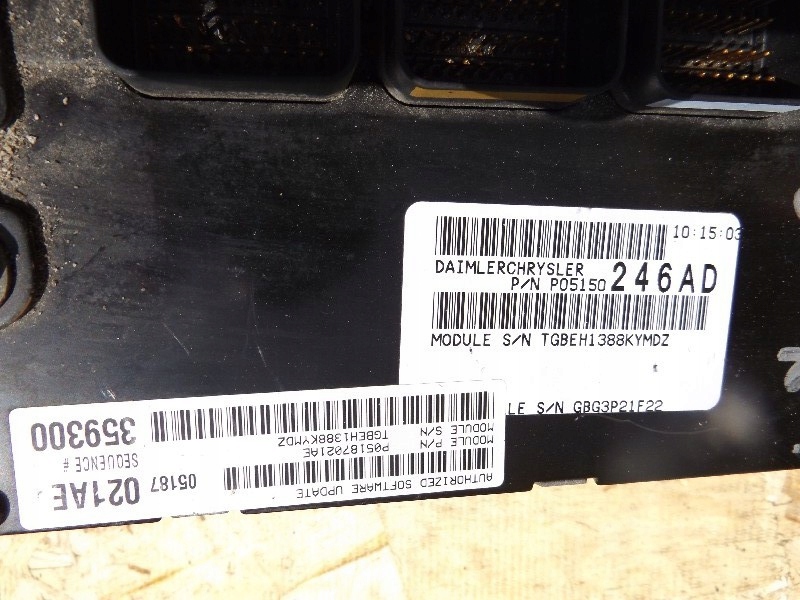 10:15:03
DAIMLERCHRYSLER
P/N P05150 246AD
MODULE S/N TGBEH1388KYMDZ
LE S/N GBG3P21F22
AUTHORIZED SOFTWARE UPDATE
MODULE P/N P05187021AE
MODULE S/N TGBEH1388KYMDZ
05187 021AE
SEQUENCE # 359300